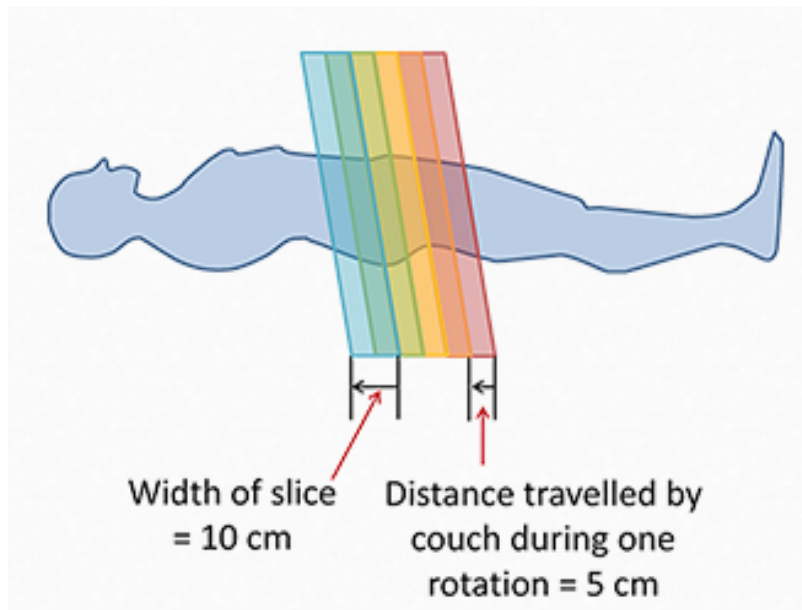 Width of slice
= 10 cm
Distance travelled by
couch during one
rotation = 5 cm